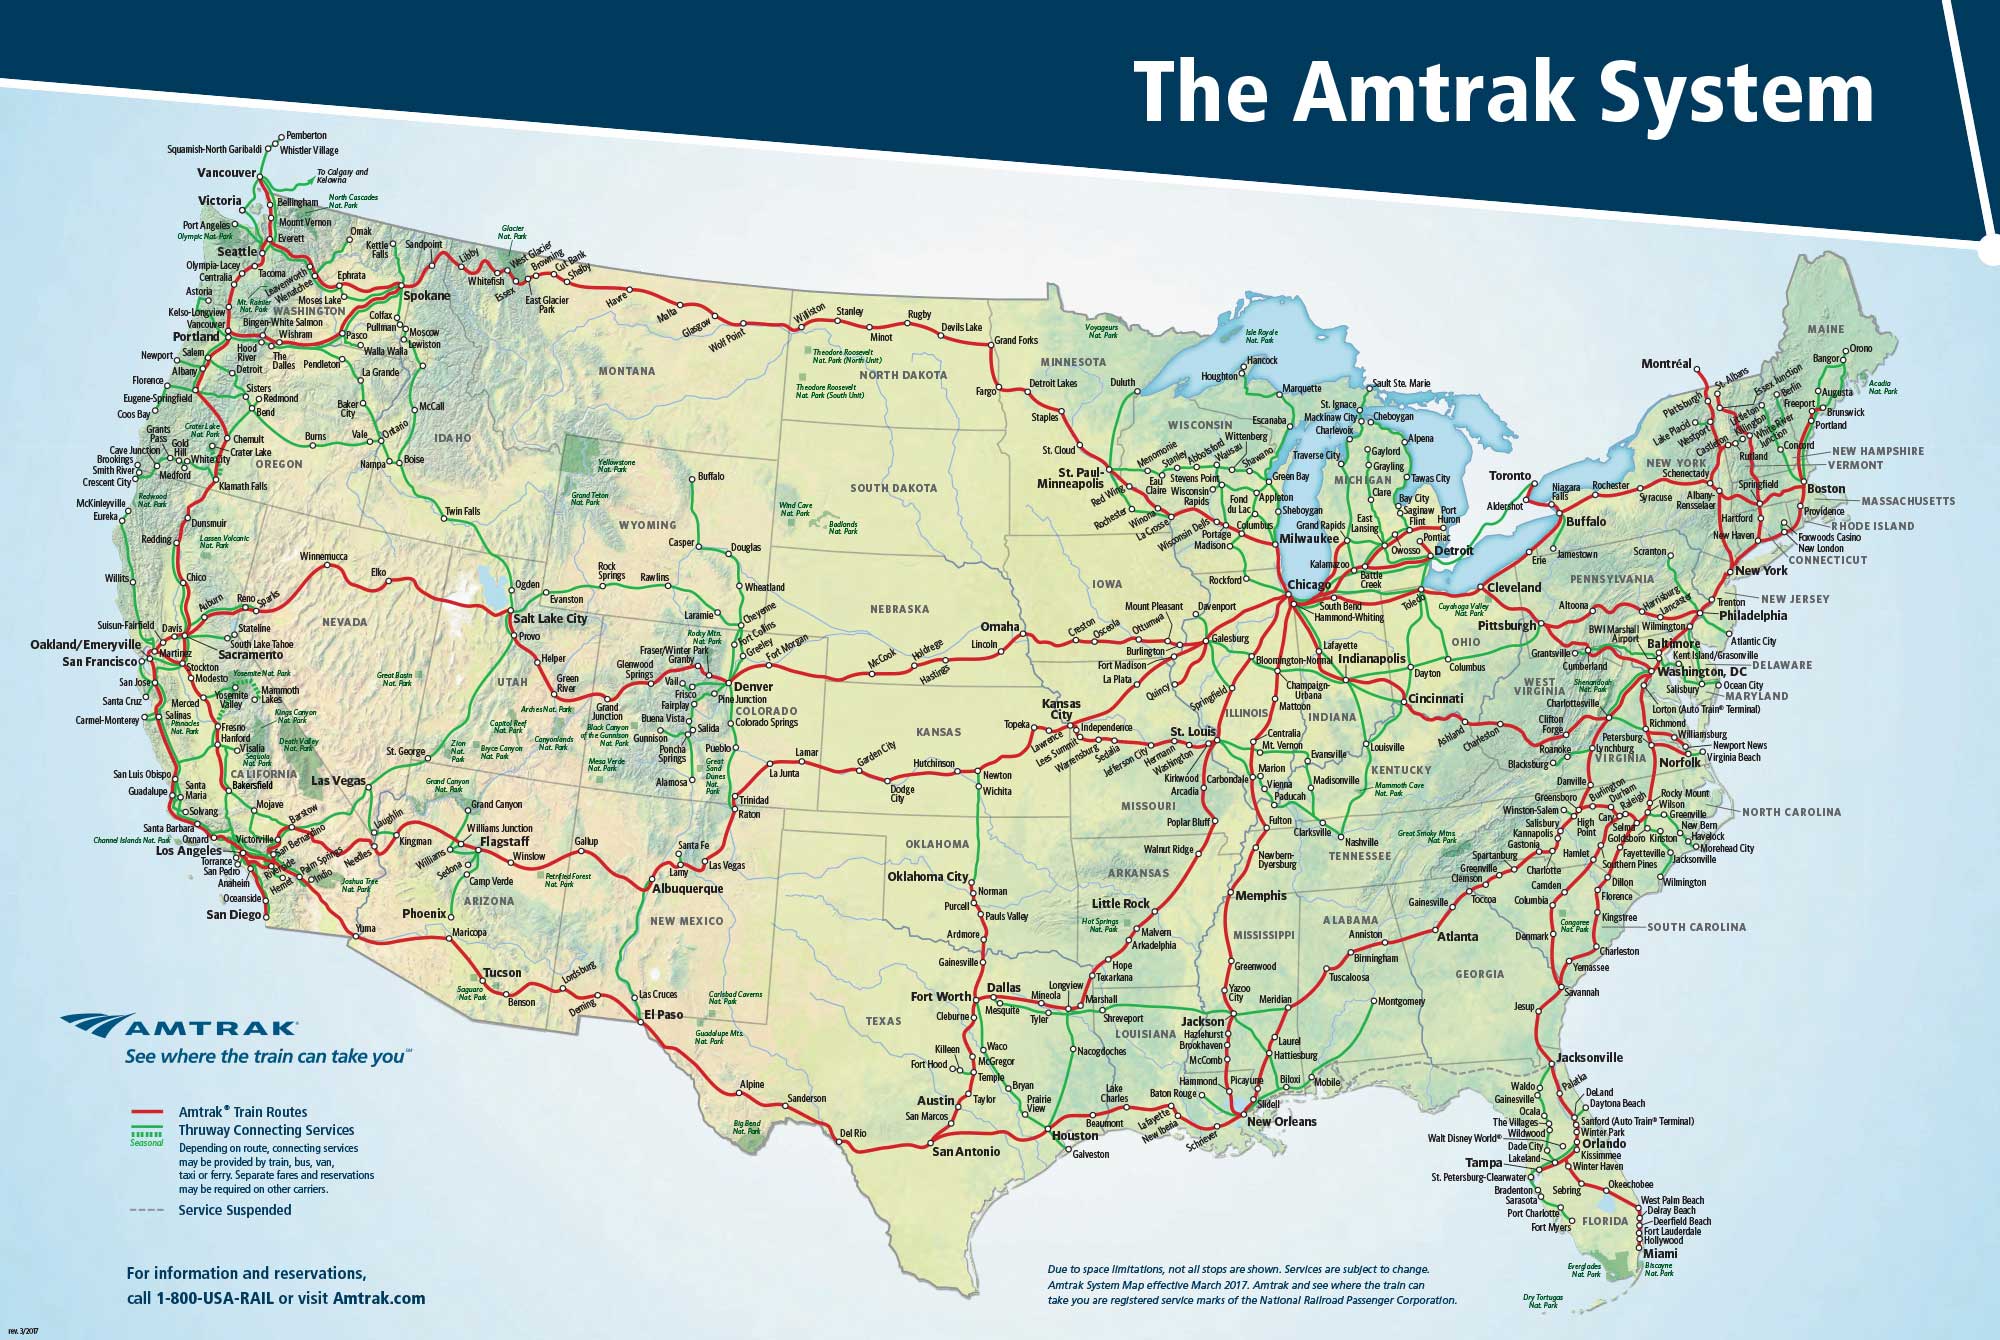 The Amtrak System
Pemberton
Squamish-North Garibaldi
Whistler Village
Vancouver
To Calgary and
Kelowna
Victoria
Bellingham
North Cascades
Nat. Park
Port Angeles
Mount Vernon
Olympic Nat. Park
Everett
Omak
Kettle
Falls
Sandpoint
Libby
Glacier
Nat. Park
West Glacier
Browning
Cut Bank
Shelby
Seattle
Olympia-Lacey
Tacoma
Leavenworth
Wenatchee
Ephrata
Whitefish
Essex
East Glacier
Park
Centralia
Astoria
Mt. Rainier
Nat. Park
Moses Lake
Spokane
WASHINGTON
Kelso-Longview
Vancouver
Bingen-White Salmon
Wishram
Colfax
Pullman
Moscow
Lewiston
Pasco
Walla Walla
Portland
Hood
River
The
Dalles
Pendleton
La Grande
Newport
Salem
Albany
Detroit
Florence
Eugene-Springfield
Sisters
Redmond
Bend
Coos Bay
Baker
City
McCall
Grants
Pass
Crater Lake
Nat. Park
Chemult
Crater Lake
Burns
Vale
Ontario
IDAHO
Cave Junction
Gold
Hill
White City
Brookings
Smith River
Medford
Crescent City
OREGON
Nampa
Boise
Klamath Falls
Redwood
Nat. Park
McKinleyville
Eureka
Dunsmuir
Twin Falls
Redding
Lassen Volcanic
Nat. Park
Winnemucca
Elko
Willits
Chico
Auburn
Reno
Sparks
NEVADA
Ogden
Evanston
Rock
Springs
Rawlins
Salt Lake City
Provo
Helper
Green
River
UTAH
Suisun-Fairfield
Davis
Stateline
South Lake Tahoe
Oakland/Emeryville
Martinez
Sacramento
San Francisco
Stockton
Modesto
Yosemite Nat. Park
San Jose
Yosemite
Valley
Mammoth
Lakes
Great Basin
Nat. Park
Santa Cruz
Merced
Carmel-Monterey
Salinas
Pinnacles
Nat. Park
Kings Canyon
Nat. Park
Fresno
Hanford
Visalia
Sequoia
Nat. Park
Death Valley
Nat. Park
St. George
Zion
Nat.
Park
Bryce Canyon
Nat. Park
Capitol Reef
Nat. Park
Canyonlands
Nat. Park
Arches Nat. Park
San Luis Obispo
CALIFORNIA
Las Vegas
Grand Canyon
Nat. Park
Guadalupe
Santa
Maria
Bakersfield
Solvang
Mojave
Barstow
Laughlin
Grand Canyon
Channel Islands Nat. Park
Santa Barbara
Oxnard
Victorville
San Bernardino
Williams Junction
Kingman
Flagstaff
Winslow
Gallup
Los Angeles
Torrance
San Pedro
Riverside
Palm Springs
Needles
Williams
Sedona
Camp Verde
Petrified Forest
Nat. Park
Anaheim
Hemet
Indio
Joshua Tree
Nat. Park
Oceanside
San Diego
ARIZONA
Phoenix
Yuma
Maricopa
Tucson
Saguaro
Nat. Park
Benson
Lordsburg
Deming
Las Cruces
El Paso
Havre
Malta
Glasgow
Wolf Point
MONTANA
Williston
Stanley
Minot
Rugby
Devils Lake
Grand Forks
Theodore Roosevelt
Nat. Park (North Unit)
Theodore Roosevelt
Nat. Park (South Unit)
NORTH DAKOTA
Fargo
Yellowstone
Nat. Park
Grand Teton
Nat. Park
Buffalo
WYOMING
Wind Cave
Nat. Park
Badlands
Nat. Park
SOUTH DAKOTA
Casper
Douglas
Wheatland
Laramie
Cheyenne
Rocky Mtn.
Nat. Park
Fort Collins
Greeley
Fort Morgan
NEBRASKA
Fraser/Winter Park
Granby
Glenwood
Springs
Vail
Frisco
Fairplay
Denver
Pine Junction
COLORADO
Colorado Springs
Grand
Junction
Buena Vista
Black Canyon
of the Gunnison
Nat. Park
Gunnison
Salida
Poncha
Springs
Pueblo
Mesa Verde
Nat. Park
Alamosa
Great
Sand
Dunes
Nat.
Park
La Junta
Lamar
Trinidad
Raton
Santa Fe
Lamy
Las Vegas
Albuquerque
NEW MEXICO
Carlsbad Caverns
Nat. Park
Guadalupe Mts.
Nat. Park
McCook
Holdrege
Hastings
Lincoln
Omaha
Garden City
Dodge
City
Hutchinson
KANSAS
Newton
Wichita
Topeka
Lawrence
Kansas
City
Independence
Lees Summit
Warrensburg
Sedalia
Jefferson City
Hermann
Washington
OKLAHOMA
Oklahoma City
Norman
Purcell
Pauls Valley
Ardmore
Gainesville
Fort Worth
Dallas
Cleburne
Mesquite
Mineola
Longview
Marshall
Tyler
TEXAS
Waco
McGregor
Killeen
Fort Hood
Temple
Bryan
Nacogdoches
Prairie
View
Taylor
Austin
San Marcos
San Antonio
Houston
Galveston
Beaumont
Alpine
Sanderson
Del Rio
Big Bend
Nat. Park
MINNESOTA
Voyageurs
Nat. Park
Isle Royale
Nat. Park
Detroit Lakes
Duluth
Staples
St. Cloud
St. Paul-
Minneapolis
Red Wing
Rochester
Winona
La Crosse
Hancock
Houghton
Marquette
Escanaba
WISCONSIN
Menomonie
Stanley
Abbotsford
Wausau
Wittenberg
Shawano
Eau
Claire
Stevens Point
Wisconsin
Rapids
Green Bay
Appleton
Fond
du Lac
Sheboygan
Wisconsin Dells
Portage
Columbus
Madison
Milwaukee
Rockford
Sault Ste. Marie
St. Ignace
Mackinaw City
Cheboygan
Charlevoix
Alpena
Traverse City
Gaylord
Grayling
Tawas City
MICHIGAN
Clare
Bay City
Saginaw
Flint
Port
Huron
Grand Rapids
East
Lansing
Owosso
Pontiac
Detroit
Kalamazoo
Battle
Creek
Chicago
South Bend
Hammond-Whiting
Toledo
IOWA
Creston
Osceola
Ottumwa
Mount Pleasant
Burlington
Davenport
Galesburg
Fort Madison
La Plata
Quincy
Springfield
Bloomington-Normal
Lafayette
Indianapolis
Champaign-
Urbana
Mattoon
ILLINOIS
INDIANA
St. Louis
Centralia
Mt. Vernon
Evansville
Louisville
Kirkwood
Arcadia
Carbondale
Marion
Vienna
Paducah
Madisonville
KENTUCKY
Mammoth Cave
Nat. Park
MISSOURI
Poplar Bluff
Fulton
Clarksville
Nashville
Walnut Ridge
Newbern-
Dyersburg
TENNESSEE
Great Smoky Mtns.
Nat. Park
ARKANSAS
Memphis
Little Rock
Hot Springs
Nat. Park
Malvern
Arkadelphia
Hope
Texarkana
MISSISSIPPI
Greenwood
Yazoo
City
Shreveport
LOUISIANA
Jackson
Hazlehurst
Brookhaven
McComb
Hammond
Meridian
Laurel
Hattiesburg
Picayune
Biloxi
Mobile
Slidell
New Orleans
Baton Rouge
Lake
Charles
Lafayette
New Iberia
Schriever
ALABAMA
Tuscaloosa
Birmingham
Anniston
Montgomery
Atlanta
GEORGIA
Gainesville
Toccoa
Toronto
Aldershot
Niagara
Falls
Buffalo
Rochester
Syracuse
Jamestown
Erie
Cleveland
Cuyahoga Valley
Nat. Park
OHIO
Columbus
Dayton
Cincinnati
Pittsburgh
PENNSYLVANIA
Scranton
Altoona
Harrisburg
Lancaster
Philadelphia
Trenton
New York
NEW JERSEY
Atlantic City
Wilmington
BWI Marshall
Airport
Baltimore
Kent Island/Grasonville
DELAWARE
Washington, DC
Ocean City
MARYLAND
Salisbury
Grantsville
Cumberland
WEST
VIRGINIA
Shenandoah
Nat. Park
Charlottesville
Lorton (Auto Train® Terminal)
Ashland
Charleston
Clifton
Forge
Richmond
Williamsburg
Newport News
Virginia Beach
Petersburg
Norfolk
Roanoke
Lynchburg
Blacksburg
VIRGINIA
Danville
Greensboro
Burlington
Durham
Raleigh
Rocky Mount
Wilson
Greenville
NORTH CAROLINA
Winston-Salem
Salisbury
Kannapolis
Gastonia
High
Point
Cary
Selma
Goldsboro
Kinston
New Bern
Havelock
Morehead City
Jacksonville
Fayetteville
Southern Pines
Hamlet
Charlotte
Spartanburg
Greenville
Clemson
Wilmington
Camden
Columbia
Dillon
Florence
Congaree
Nat. Park
Kingstree
SOUTH CAROLINA
Denmark
Charleston
Yemassee
Savannah
Jesup
Jacksonville
Waldo
Palatka
Gainesville
DeLand
Daytona Beach
Ocala
The Villages
Sanford (Auto Train® Terminal)
Wildwood
Winter Park
Walt Disney World®
Orlando
Dade City
Kissimmee
Lakeland
Winter Haven
Tampa
St. Petersburg-Clearwater
Bradenton
Sarasota
Sebring
Okeechobee
West Palm Beach
Delray Beach
Port Charlotte
Deerfield Beach
Fort Myers
FLORIDA
Fort Lauderdale
Hollywood
Miami
Everglades
Nat. Park
Biscayne
Nat. Park
Dry Tortugas
Nat. Park
MAINE
Orono
Bangor
Acadia
Nat. Park
Augusta
Brunswick
Freeport
Portland
Montréal
St. Albans
Essex Junction
Berlin
Plattsburgh
Littleton
Killington
White River
Junction
Lake Placid
Westport
Castleton
Rutland
Concord
NEW HAMPSHIRE
VERMONT
NEW YORK
Schenectady
Albany-
Rensselaer
Springfield
Boston
MASSACHUSETTS
Hartford
Providence
RHODE ISLAND
New Haven
Foxwoods Casino
New London
CONNECTICUT
AMTRAK®
See where the train can take you℠
Amtrak® Train Routes
Thruway Connecting Services
Seasonal
Depending on route, connecting services
may be provided by train, bus, van,
taxi or ferry. Separate fares and reservations
may be required on other carriers.
Service Suspended
For information and reservations,
call 1-800-USA-RAIL or visit Amtrak.com
Due to space limitations, not all stops are shown. Services are subject to change.
Amtrak System Map effective March 2017. Amtrak and see where the train can
take you are registered service marks of the National Railroad Passenger Corporation.
rev. 3/2017